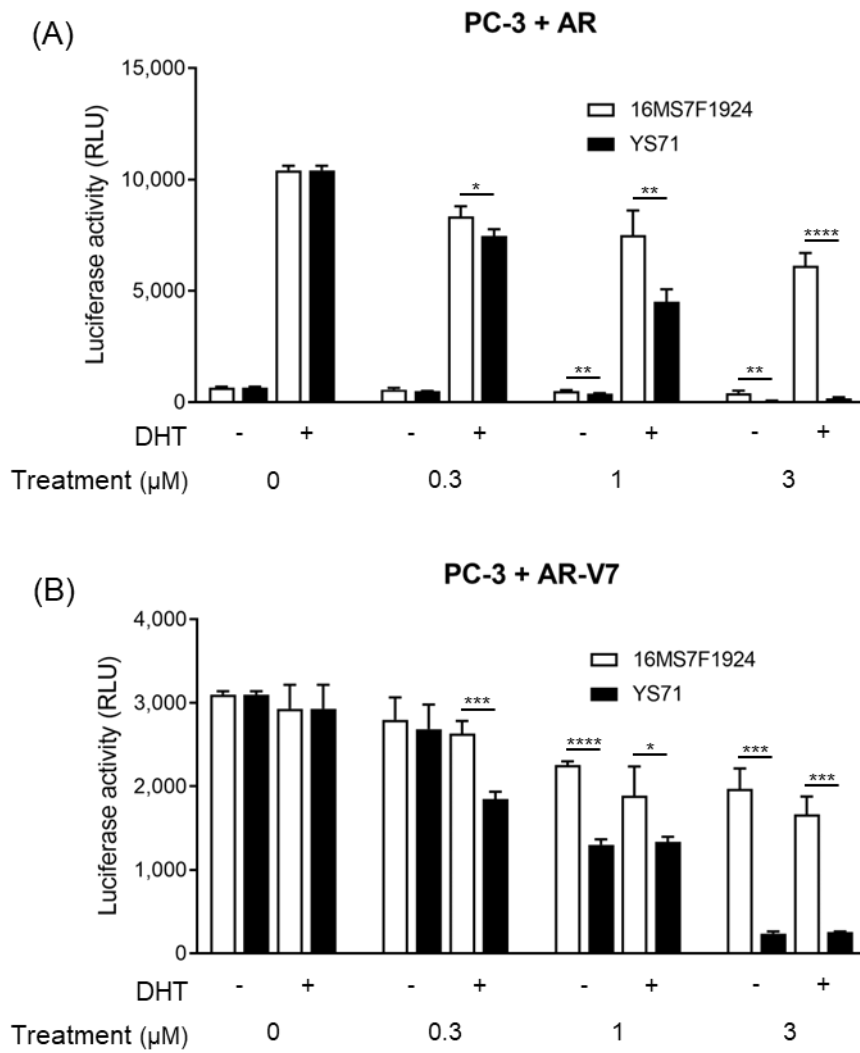 (A)
PC-3 + AR
15,000
10,000
5,000
0
Luciferase activity (RLU)
16MS7F1924
YS71
* ** ****
** **
DHT - + - + - + - +
Treatment (µM) 0 0.3 1 3
(B)
PC-3 + AR-V7
4,000
3,000
2,000
1,000
0
Luciferase activity (RLU)
16MS7F1924
YS71
*** **** * *** ***
DHT - + - + - + - +
Treatment (µM) 0 0.3 1 3